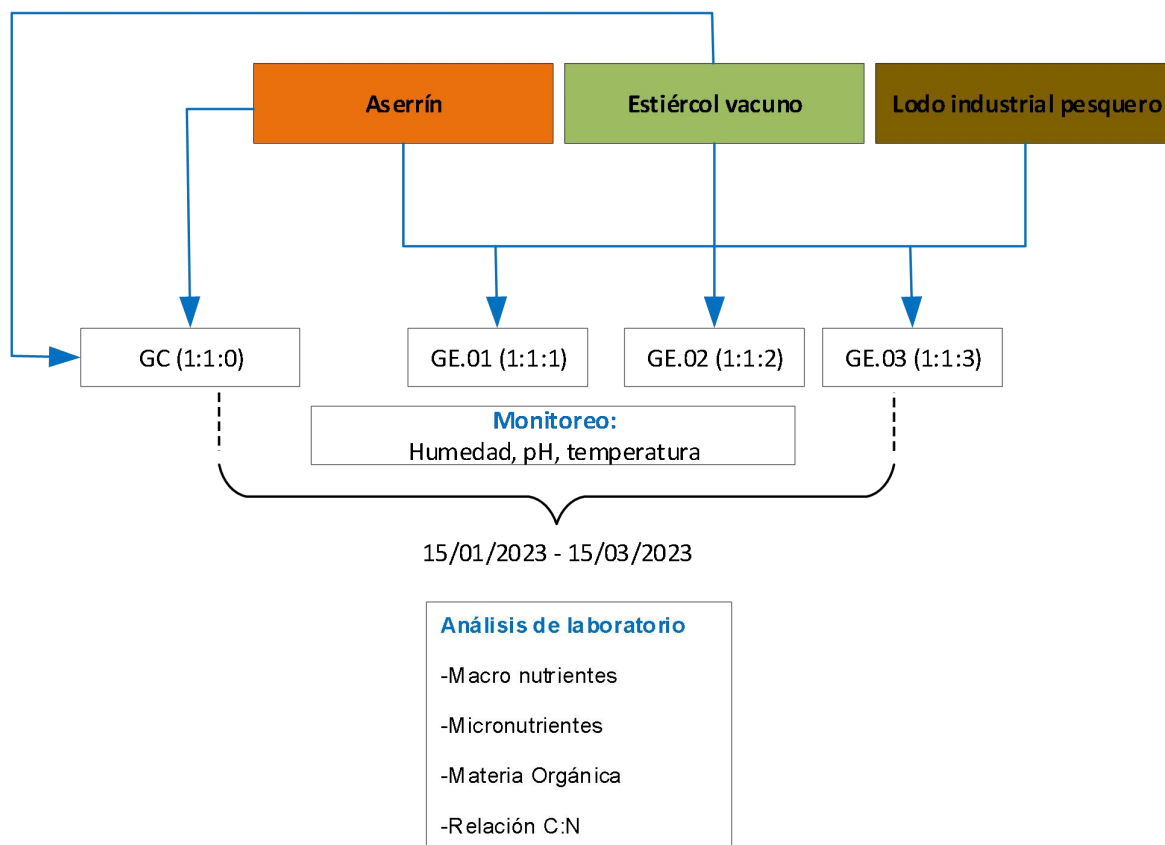 Aserrín
Estiércol vacuno
Lodo industrial pesquero
GC (1:1:0)
GE.01 (1:1:1)
GE.02 (1:1:2)
GE.03 (1:1:3)
Monitoreo:
Humedad, pH, temperatura
15/01/2023 - 15/03/2023
Análisis de laboratorio
-Macro nutrientes
-Micronutrientes
-Materia Orgánica
-Relación C:N